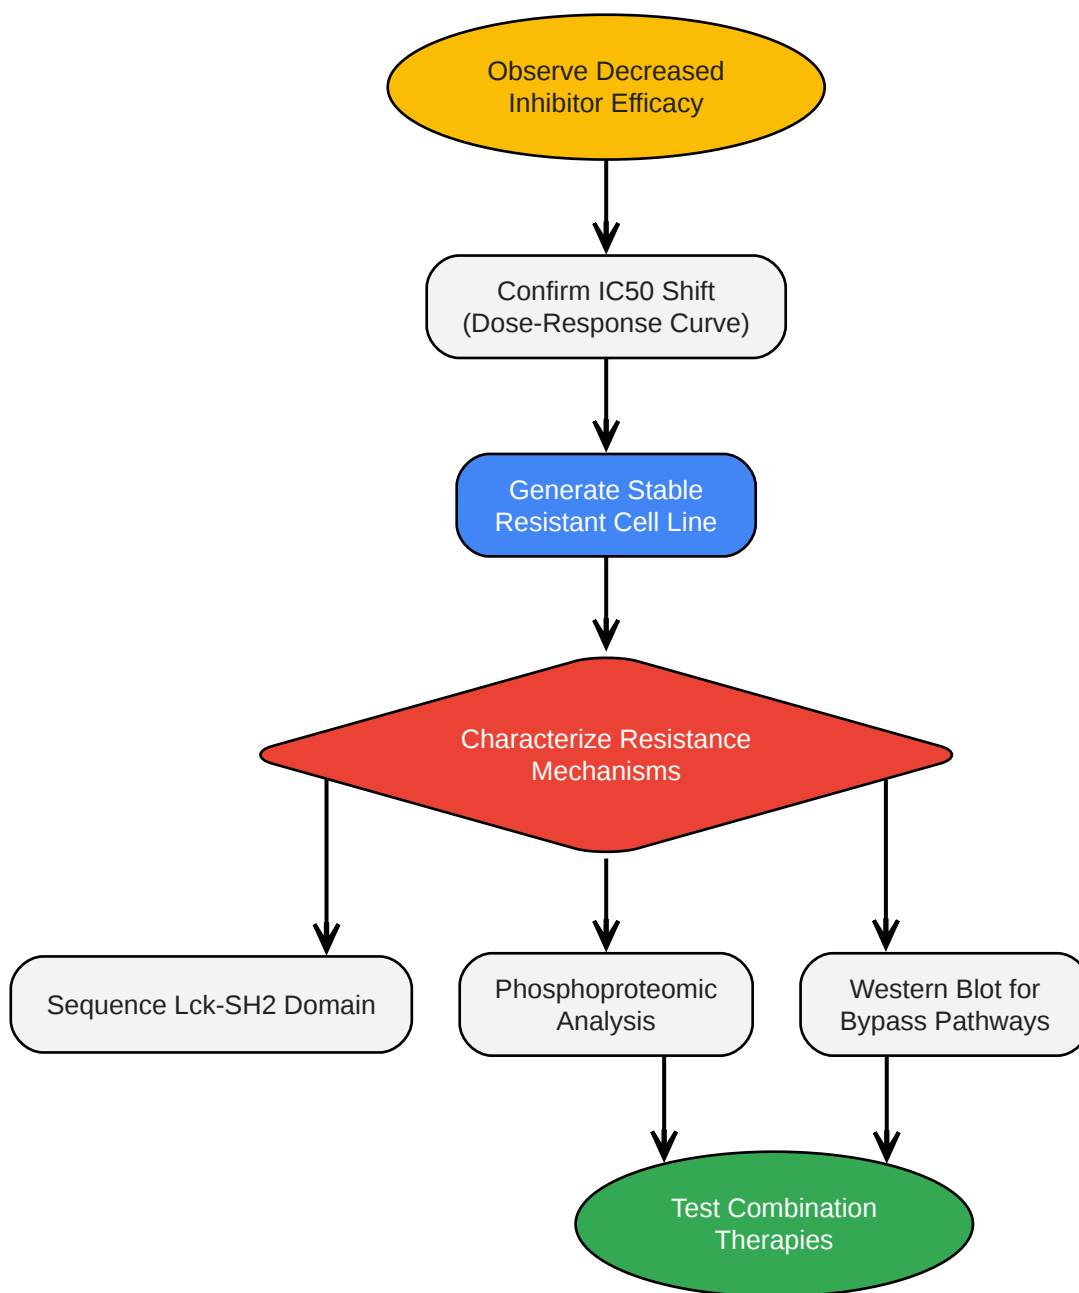 Observe Decreased
Inhibitor Efficacy
Confirm IC50 Shift
(Dose-Response Curve)
Generate Stable
Resistant Cell Line
Characterize Resistance
Mechanisms
Sequence Lck-SH2 Domain
Phosphoproteomic
Analysis
Western Blot for
Bypass Pathways
Test Combination
Therapies